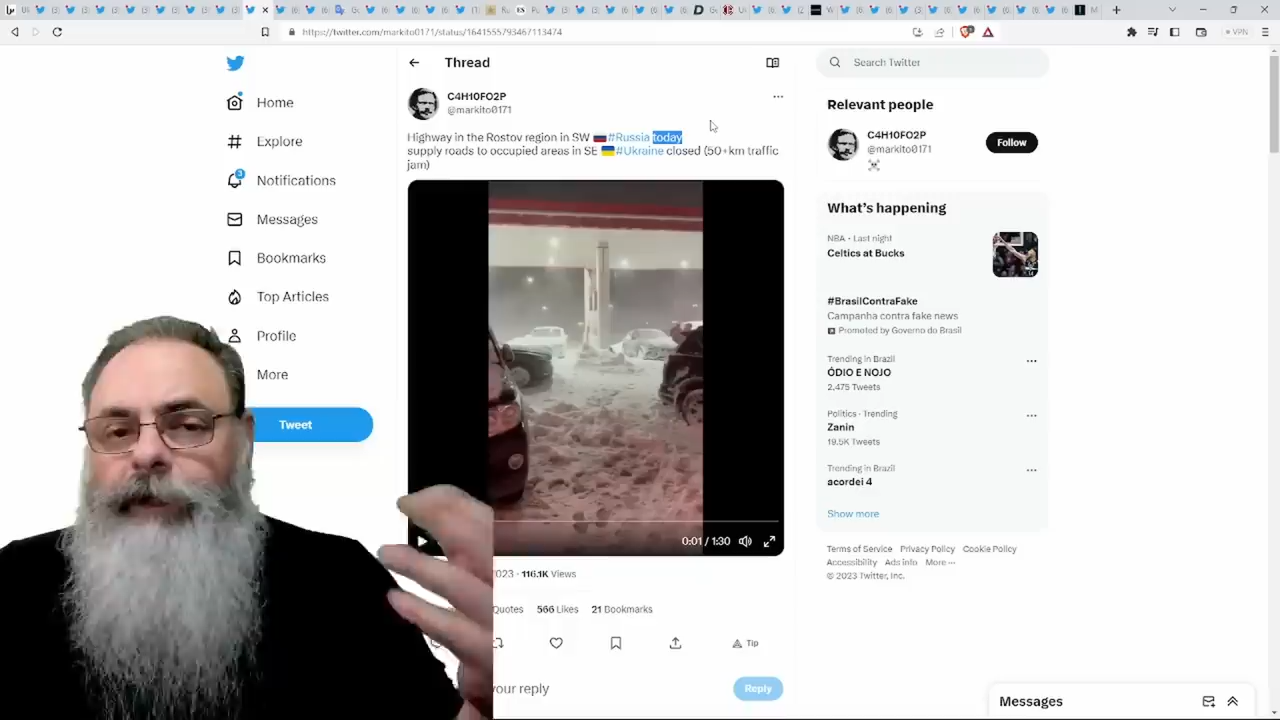 https://twitter.com/markito0171/status/1641555793467113474
VPN
Home
Explore
3
Notifications
Messages
Bookmarks
Top Articles
Profile
More
Tweet
Thread
C4H10FO2P
@markito0171
Highway in the Rostov region in SW #Russia today
supply roads to occupied areas in SE #Ukraine closed (50+km traffic
jam)
0:01 / 1:30
023 · 116.1K Views
Quotes 566 Likes 21 Bookmarks
Tip
your reply
Reply
Search Twitter
Relevant people
C4H10FO2P
@markito0171
Follow
What's happening
NBA · Last night
Celtics at Bucks
#BrasilContraFake
Campanha contra fake news
Promoted by Governo do Brasil
Trending in Brazil
ÓDIO E NOJO
2,475 Tweets
Politics · Trending
Zanin
19.5K Tweets
Trending in Brazil
acordei 4
Show more
Terms of Service Privacy Policy Cookie Policy
Accessibility Ads info More ···
© 2023 Twitter, Inc.
Messages